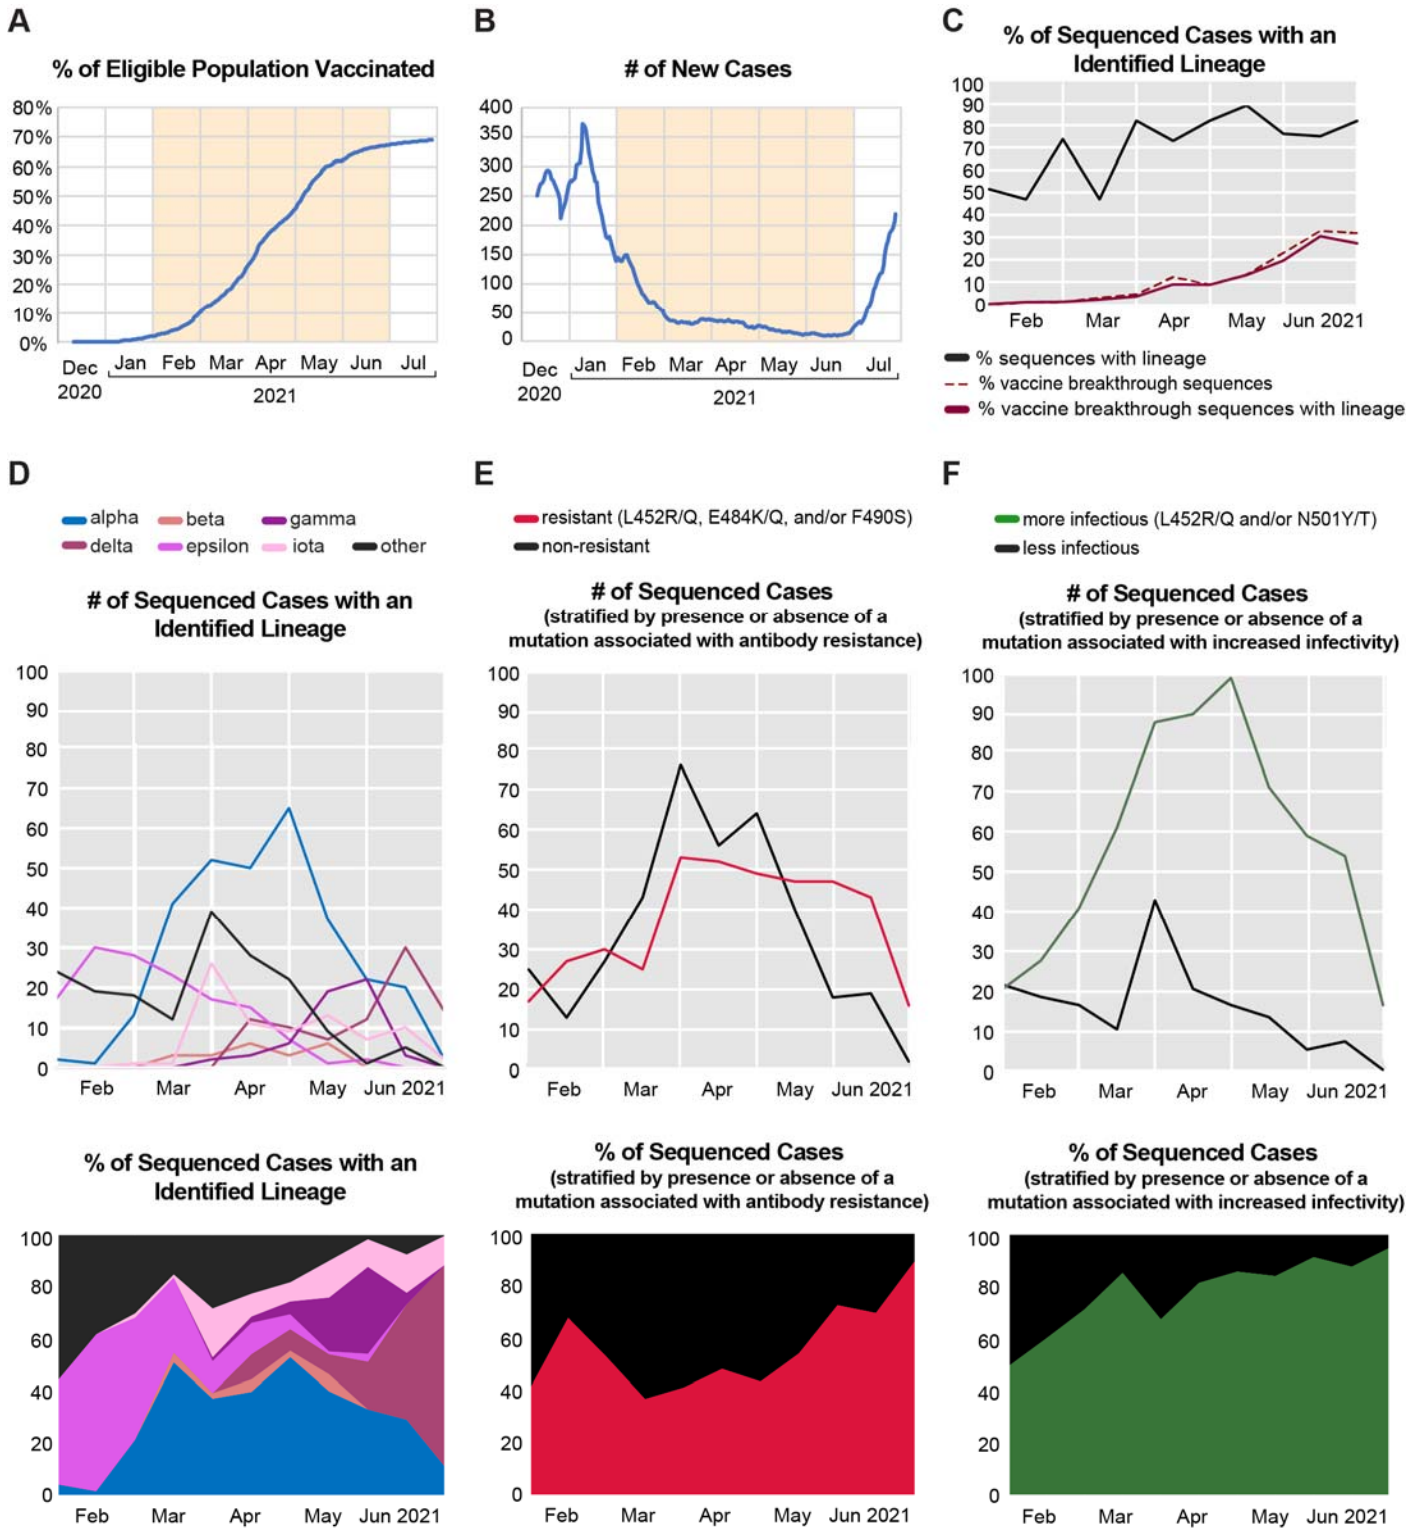 A
% of Eligible Population Vaccinated
80%
70%
60%
50%
40%
30%
20%
10%
0%
Dec
2020
Jan
Feb
Mar
Apr
May
Jun
Jul
2021
B
# of New Cases
400
350
300
250
200
150
100
50
0
Dec
2020
Jan
Feb
Mar
Apr
May
Jun
Jul
2021
C
% of Sequenced Cases with an
Identified Lineage
100
90
80
70
60
50
40
30
20
10
0
Feb
Mar
Apr
May
Jun 2021
% sequences with lineage
% vaccine breakthrough sequences
% vaccine breakthrough sequences with lineage
D
alpha
beta
gamma
delta
epsilon
iota
other
# of Sequenced Cases with an
Identified Lineage
100
90
80
70
60
50
40
30
20
10
0
Feb
Mar
Apr
May
Jun 2021
% of Sequenced Cases with an
Identified Lineage
100
80
60
40
20
0
Feb
Mar
Apr
May
Jun 2021
E
resistant (L452R/Q, E484K/Q, and/or F490S)
non-resistant
# of Sequenced Cases
(stratified by presence or absence of a
mutation associated with antibody resistance)
100
90
80
70
60
50
40
30
20
10
0
Feb
Mar
Apr
May
Jun 2021
% of Sequenced Cases
(stratified by presence or absence of a
mutation associated with antibody resistance)
100
80
60
40
20
0
Feb
Mar
Apr
May
Jun 2021
F
more infectious (L452R/Q and/or N501Y/T)
less infectious
# of Sequenced Cases
(stratified by presence or absence of a
mutation associated with increased infectivity)
100
90
80
70
60
50
40
30
20
10
0
Feb
Mar
Apr
May
Jun 2021
% of Sequenced Cases
(stratified by presence or absence of a
mutation associated with increased infectivity)
100
80
60
40
20
0
Feb
Mar
Apr
May
Jun 2021